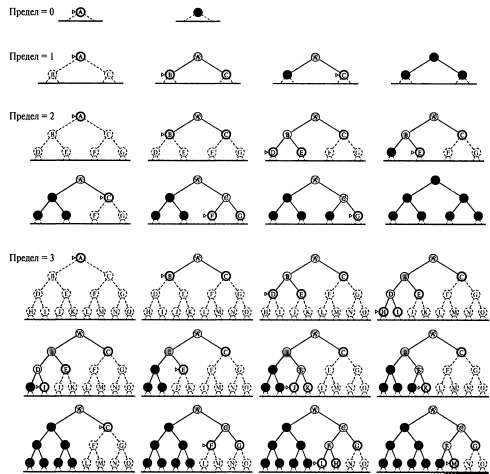 Предел = 0
A
Предел = 1
A
B C
A
B C
A
C
Предел = 2
A
B C
D E F G
A
B C
D E F G
A
B C
D E F G
A
B C
E F G
A
C
F G
A
C
F G
A
C
G
Предел = 3
A
B C
D E F G
H I J K L M N O
A
B C
D E F G
H I J K L M N O
A
B C
D E F G
H I J K L M N O
A
B C
D E F G
H I J K L M N O
A
B C
D E F G
I J K L M N O
A
B C
E F G
J K L M N O
A
B C
E F G
J K L M N O
A
B C
E F G
K L M N O
A
C
F G
L M N O
A
C
F G
L M N O
A
C
F G
L M N O
A
C
F G
M N O